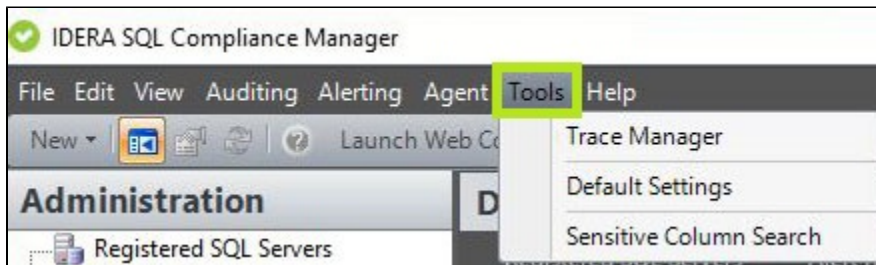 IDERA SQL Compliance Manager
File Edit View Auditing Alerting Agent Tools Help
New Launch Web Co
Trace Manager
Default Settings
Sensitive Column Search
Administration
D
Registered SQL Servers